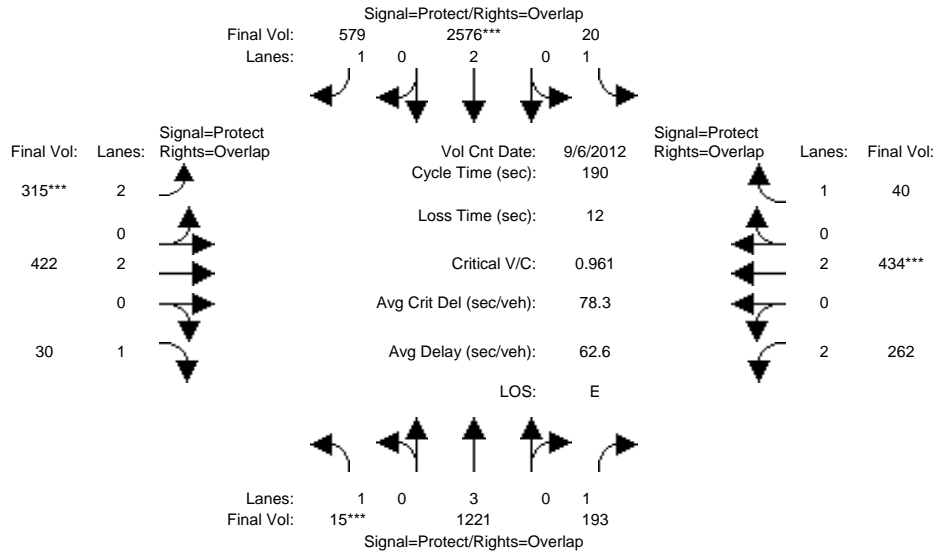 Signal=Protect/Rights=Overlap
Final Vol: 579 2576*** 20
Lanes: 1 0 2 0 1
Signal=Protect
Final Vol: Lanes: Rights=Overlap
Vol Cnt Date: 9/6/2012
Signal=Protect
Rights=Overlap Lanes: Final Vol:
Cycle Time (sec): 190
315*** 2
1 40
Loss Time (sec): 12
0
0
422 2
Critical V/C: 0.961
2 434***
0
Avg Crit Del (sec/veh): 78.3
0
30 1
Avg Delay (sec/veh): 62.6
2 262
LOS: E
Lanes: 1 0 3 0 1
Final Vol: 15*** 1221 193
Signal=Protect/Rights=Overlap